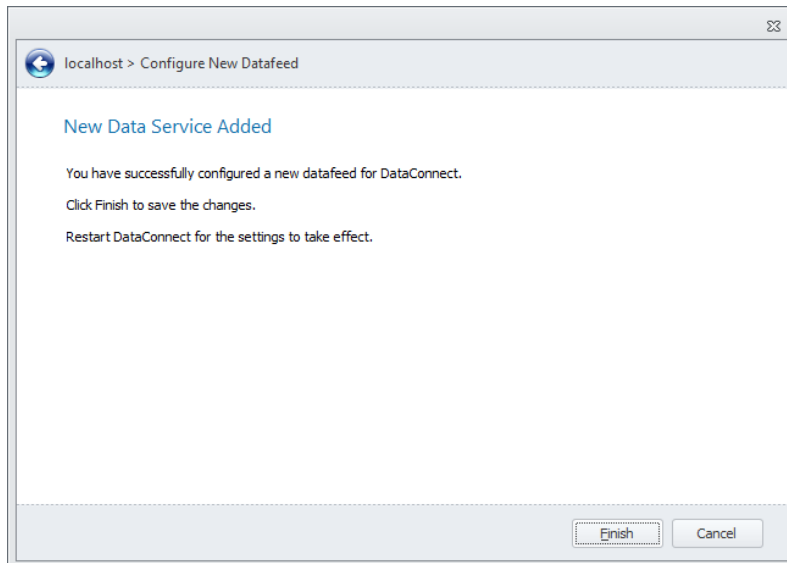 localhost > Configure New Datafeed
New Data Service Added
You have successfully configured a new datafeed for DataConnect.
Click Finish to save the changes.
Restart DataConnect for the settings to take effect.
Finish
Cancel